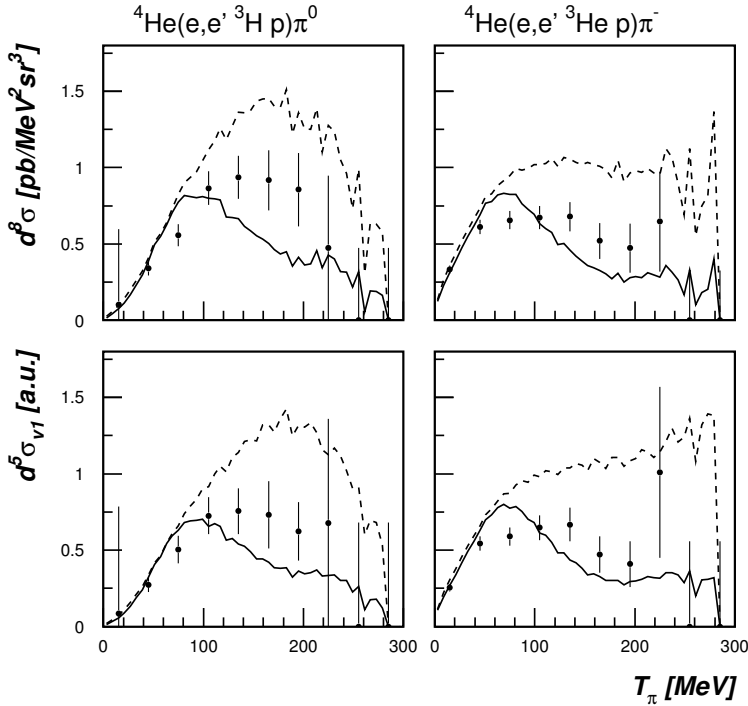 ⁴He(e,e’ ³H p)π⁰ ⁴He(e,e’ ³He p)π⁻
d⁸σ [pb/MeV²sr³]
1.5
1
0.5
0
d⁵σᵥ₁ [a.u.]
1.5
1
0.5
0
0 100 200 300 0 100 200 300
T_π [MeV]